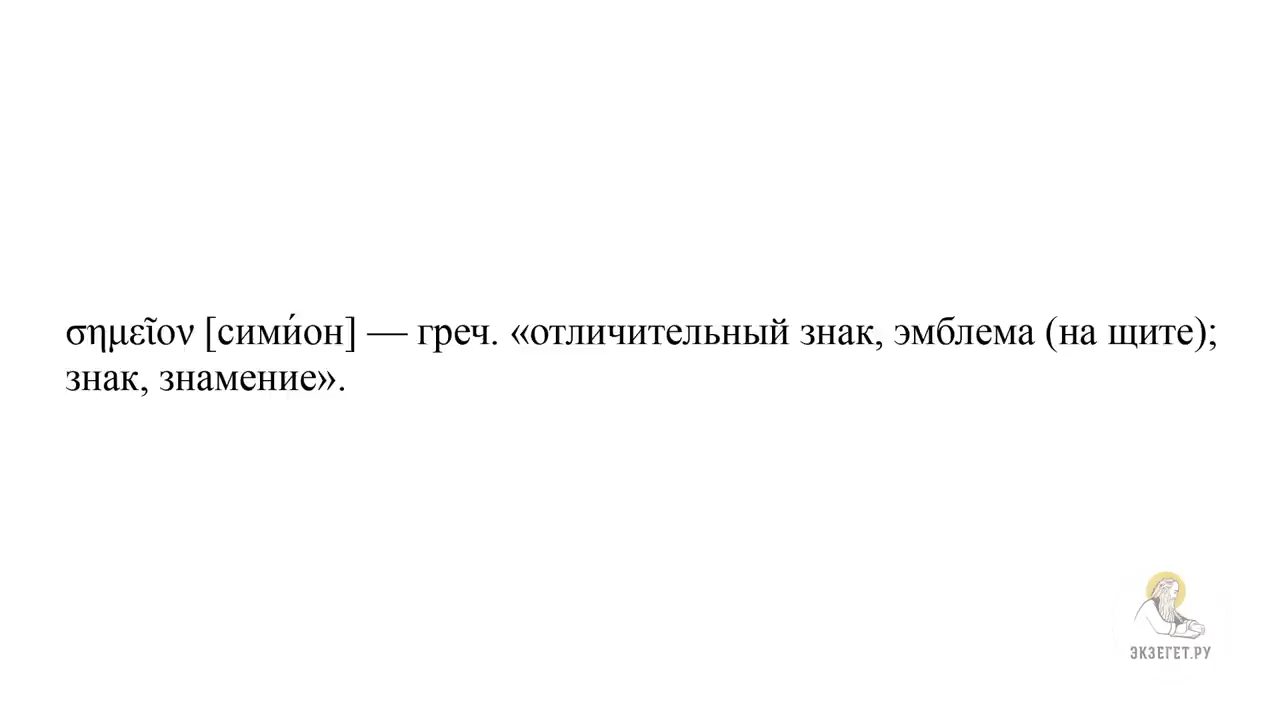 σημεῖον [сими́он] — греч. «отличительный знак, эмблема (на щите);
знак, знамение».
ЭКЗЕГЕТ.РУ